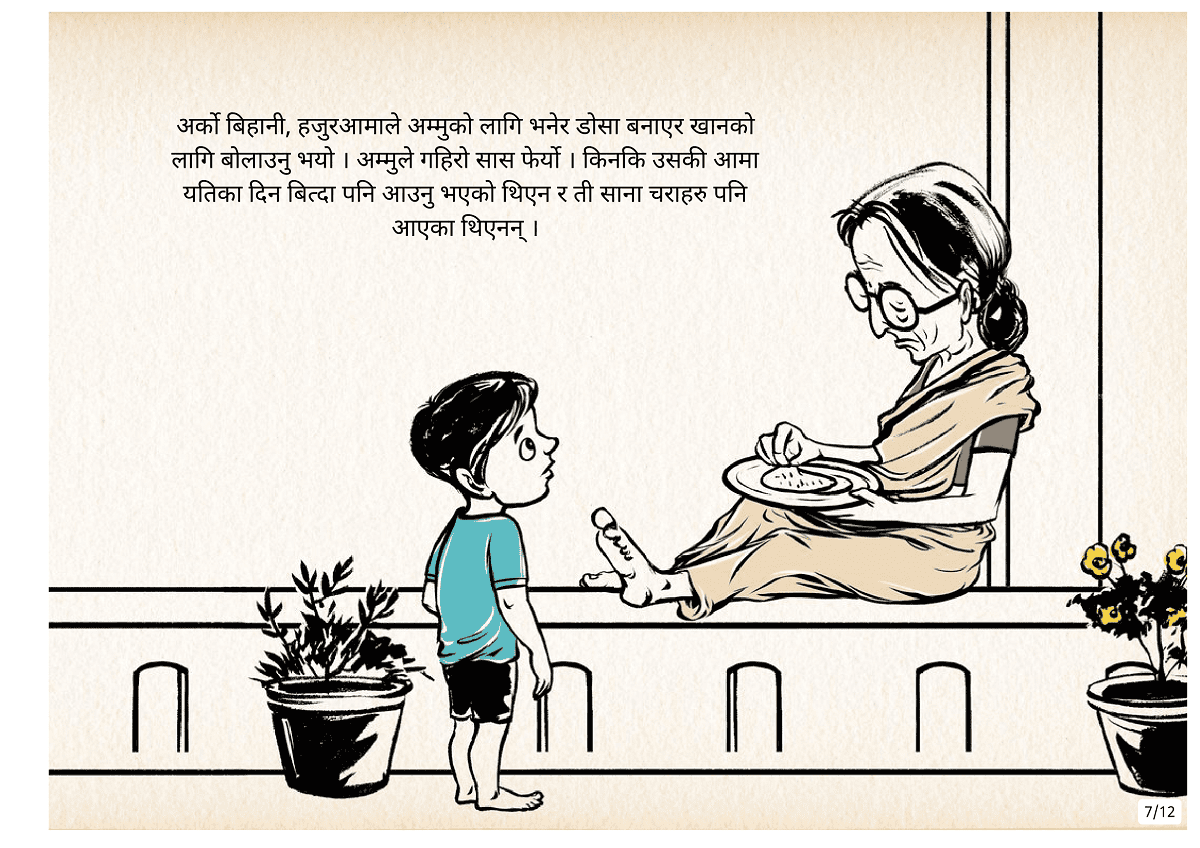 अर्को बिहानी, हजुरआमाले अम्मुको लागि भनेर डोसा बनाएर खानको
लागि बोलाउनु भयो । अम्मुले गहिरो सास फेर्यो । किनकि उसकी आमा
यतिका दिन बित्दा पनि आउनु भएको थिएन र ती साना चराहरु पनि
आएका थिएनन् ।
7/12